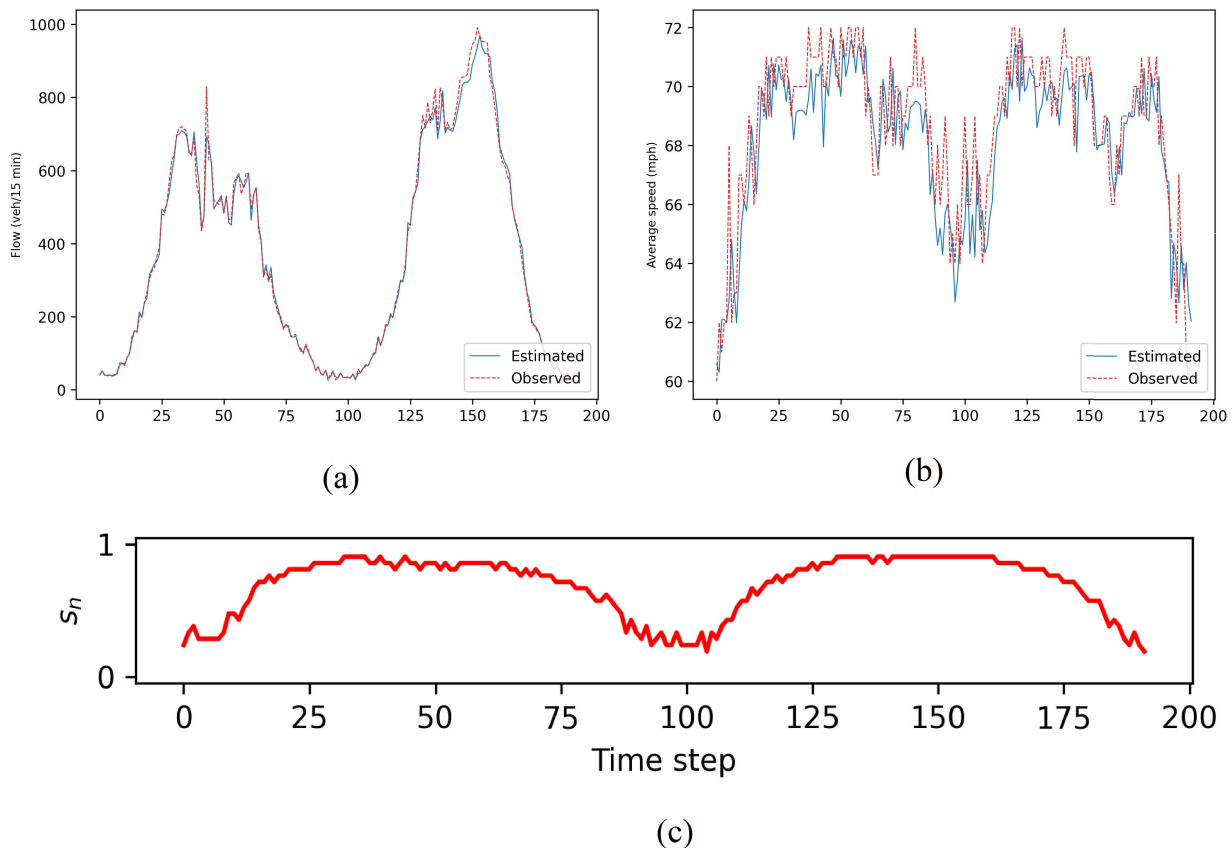 1000
800
600
400
200
0
Flow (veh/15 min)
Estimated
Observed
0 25 50 75 100 125 150 175 200
(a)
72
70
68
66
64
62
60
Average speed (mph)
Estimated
Observed
0 25 50 75 100 125 150 175 200
(b)
1
0
sₙ
0 25 50 75 100 125 150 175 200
Time step
(c)